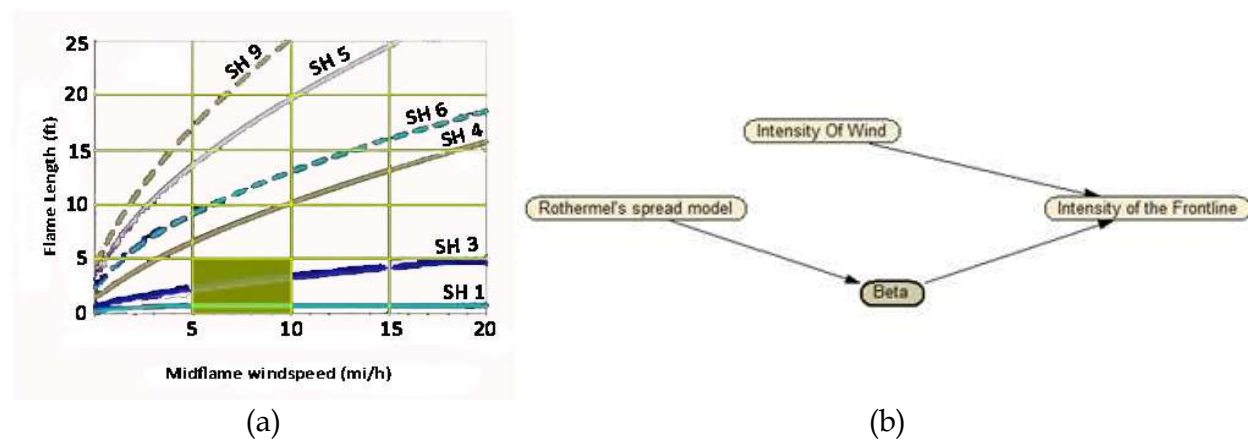 25
20
15
10
5
0
Flame Length (ft)
SH 9
SH 5
SH 6
SH 4
SH 3
SH 1
5
10
15
20
Midflame windspeed (mi/h)
(a)
Intensity Of Wind
Rothermel's spread model
Intensity of the Frontline
Beta
(b)